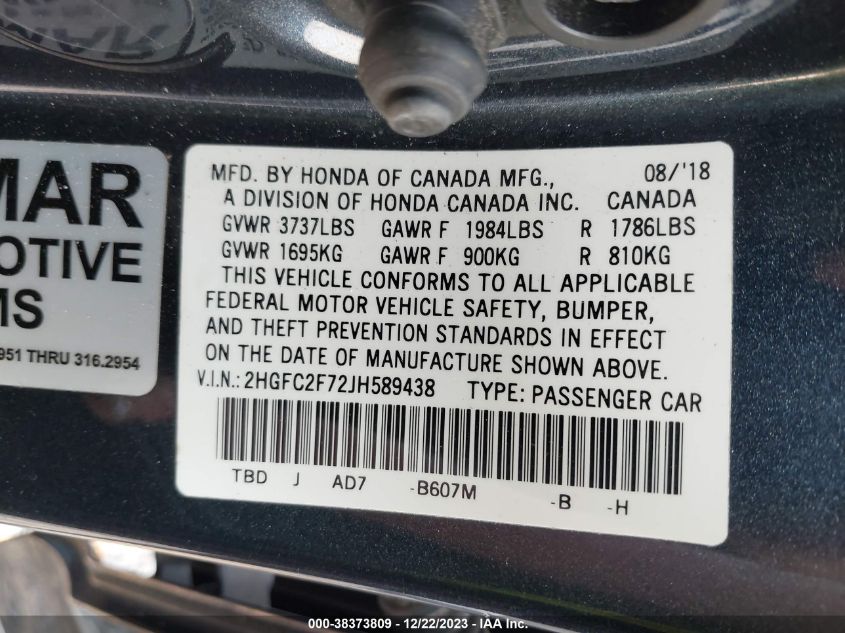 MAR
OTIVE
MS
951 THRU 316.2954
MFD. BY HONDA OF CANADA MFG., 08/'18
A DIVISION OF HONDA CANADA INC. CANADA
GVWR 3737LBS GAWR F 1984LBS R 1786LBS
GVWR 1695KG GAWR F 900KG R 810KG
THIS VEHICLE CONFORMS TO ALL APPLICABLE
FEDERAL MOTOR VEHICLE SAFETY, BUMPER,
AND THEFT PREVENTION STANDARDS IN EFFECT
ON THE DATE OF MANUFACTURE SHOWN ABOVE.
V.I.N.: 2HGFC2F72JH589438 TYPE: PASSENGER CAR
TBD J AD7 -B607M -B -H
000-38373809 - 12/22/2023 - IAA Inc.